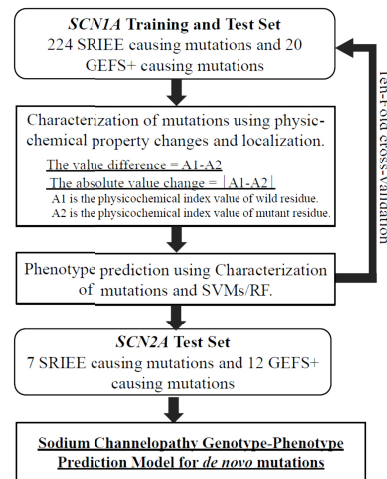 SCN1A Training and Test Set
224 SRIEE causing mutations and 20
GEFS+ causing mutations
Characterization of mutations using physic-
chemical property changes and localization.
The value difference = A1-A2
The absolute value change = |A1-A2|
A1 is the physicochemical index value of wild residue.
A2 is the physicochemical index value of mutant residue.
Phenotype prediction using Characterization
of mutations and SVMs/RF.
Ten-Fold cross-validation
SCN2A Test Set
7 SRIEE causing mutations and 12 GEFS+
causing mutations
Sodium Channelopathy Genotype-Phenotype
Prediction Model for de novo mutations